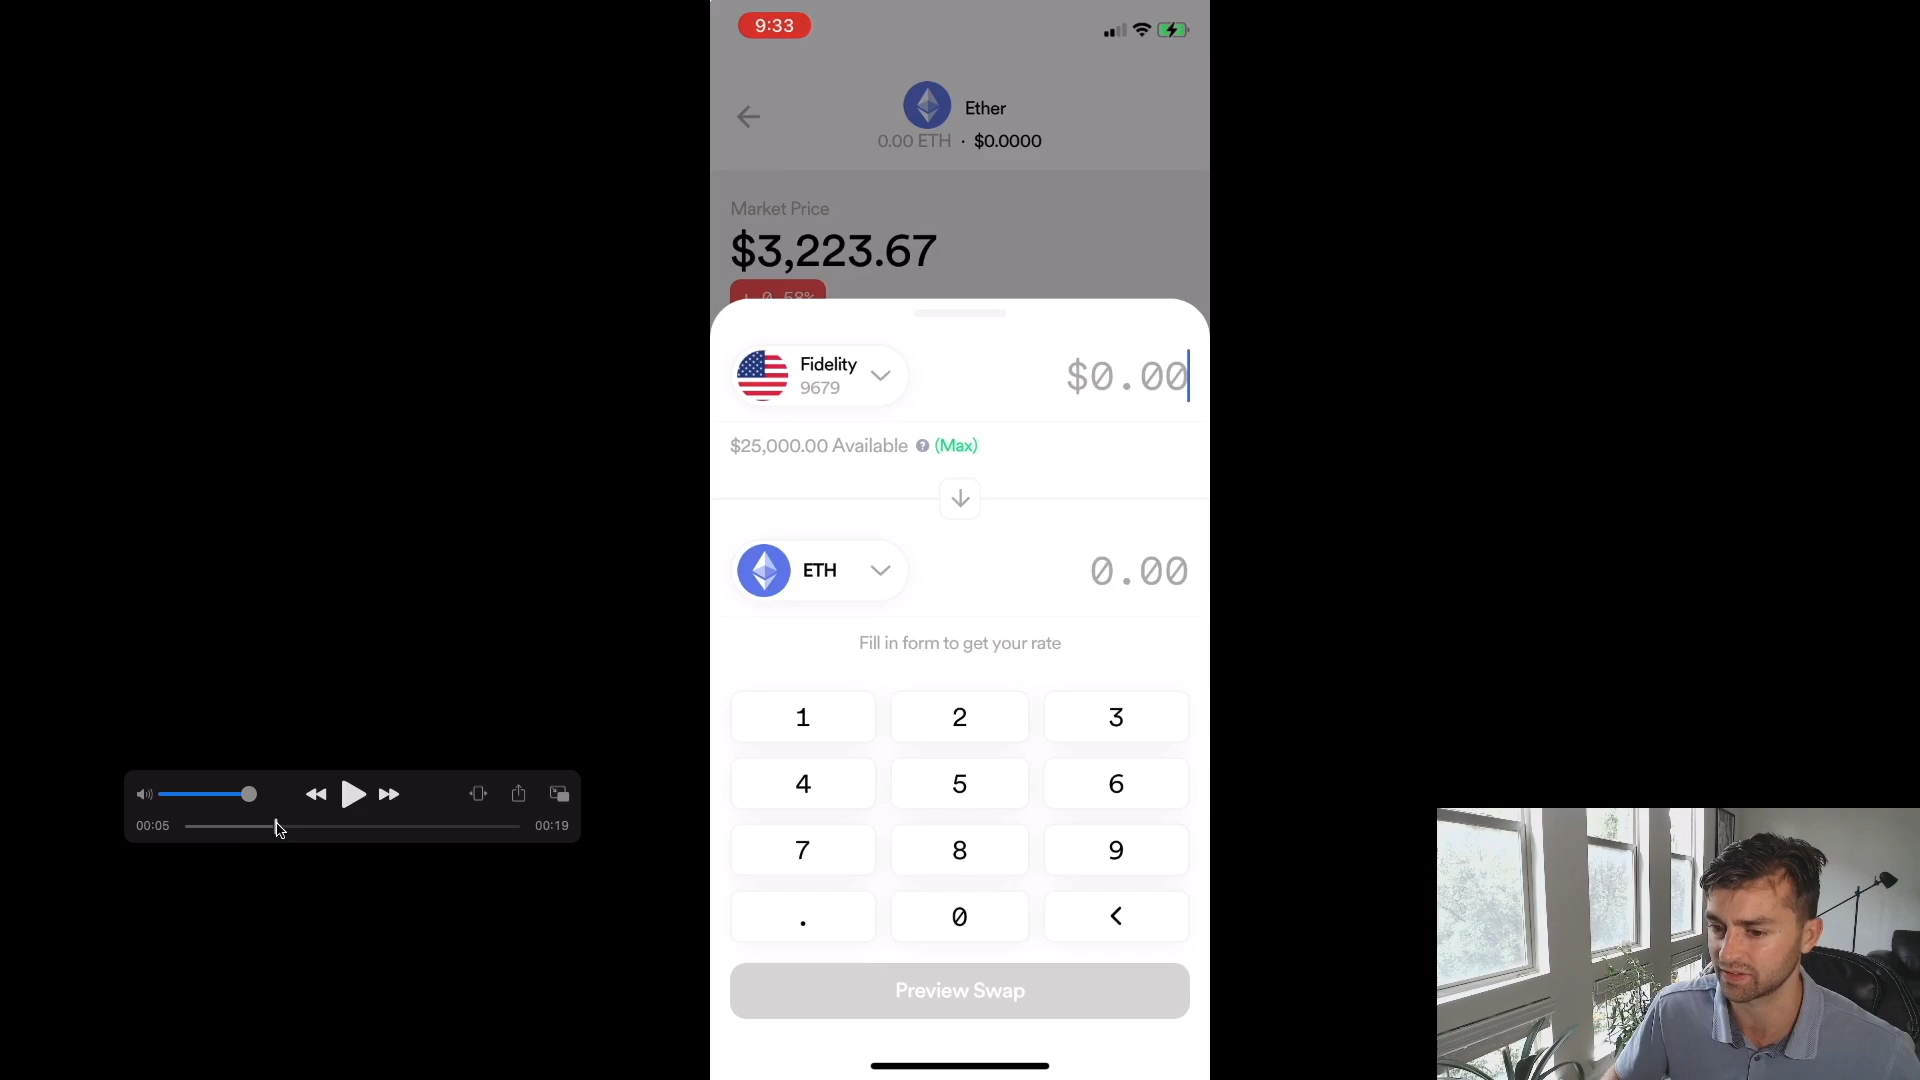 9:33
Ether
0.00 ETH · $0.0000
Market Price
$3,223.67
Fidelity
9679
$0.00
$25,000.00 Available ? (Max)
ETH
0.00
Fill in form to get your rate
1 2 3
4 5 6
7 8 9
. 0 <
Preview Swap
00:05
00:19